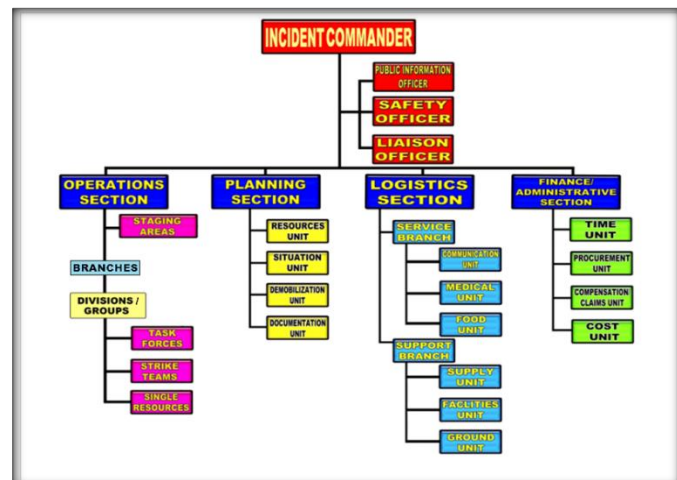 INCIDENT COMMANDER
PUBLIC INFORMATION
OFFICER
SAFETY
OFFICER
LIAISON
OFFICER
OPERATIONS
SECTION
STAGING
AREAS
BRANCHES
DIVISIONS /
GROUPS
TASK
FORCES
STRIKE
TEAMS
SINGLE
RESOURCES
PLANNING
SECTION
RESOURCES
UNIT
SITUATION
UNIT
DEMOBILIZATION
UNIT
DOCUMENTATION
UNIT
LOGISTICS
SECTION
SERVICE
BRANCH
COMMUNICATION
UNIT
MEDICAL
UNIT
FOOD
UNIT
SUPPORT
BRANCH
SUPPLY
UNIT
FACLITIES
UNIT
GROUND
UNIT
FINANCE/
ADMINISTRATIVE
SECTION
TIME
UNIT
PROCUREMENT
UNIT
COMPENSATION
CLAIMS UNIT
COST
UNIT